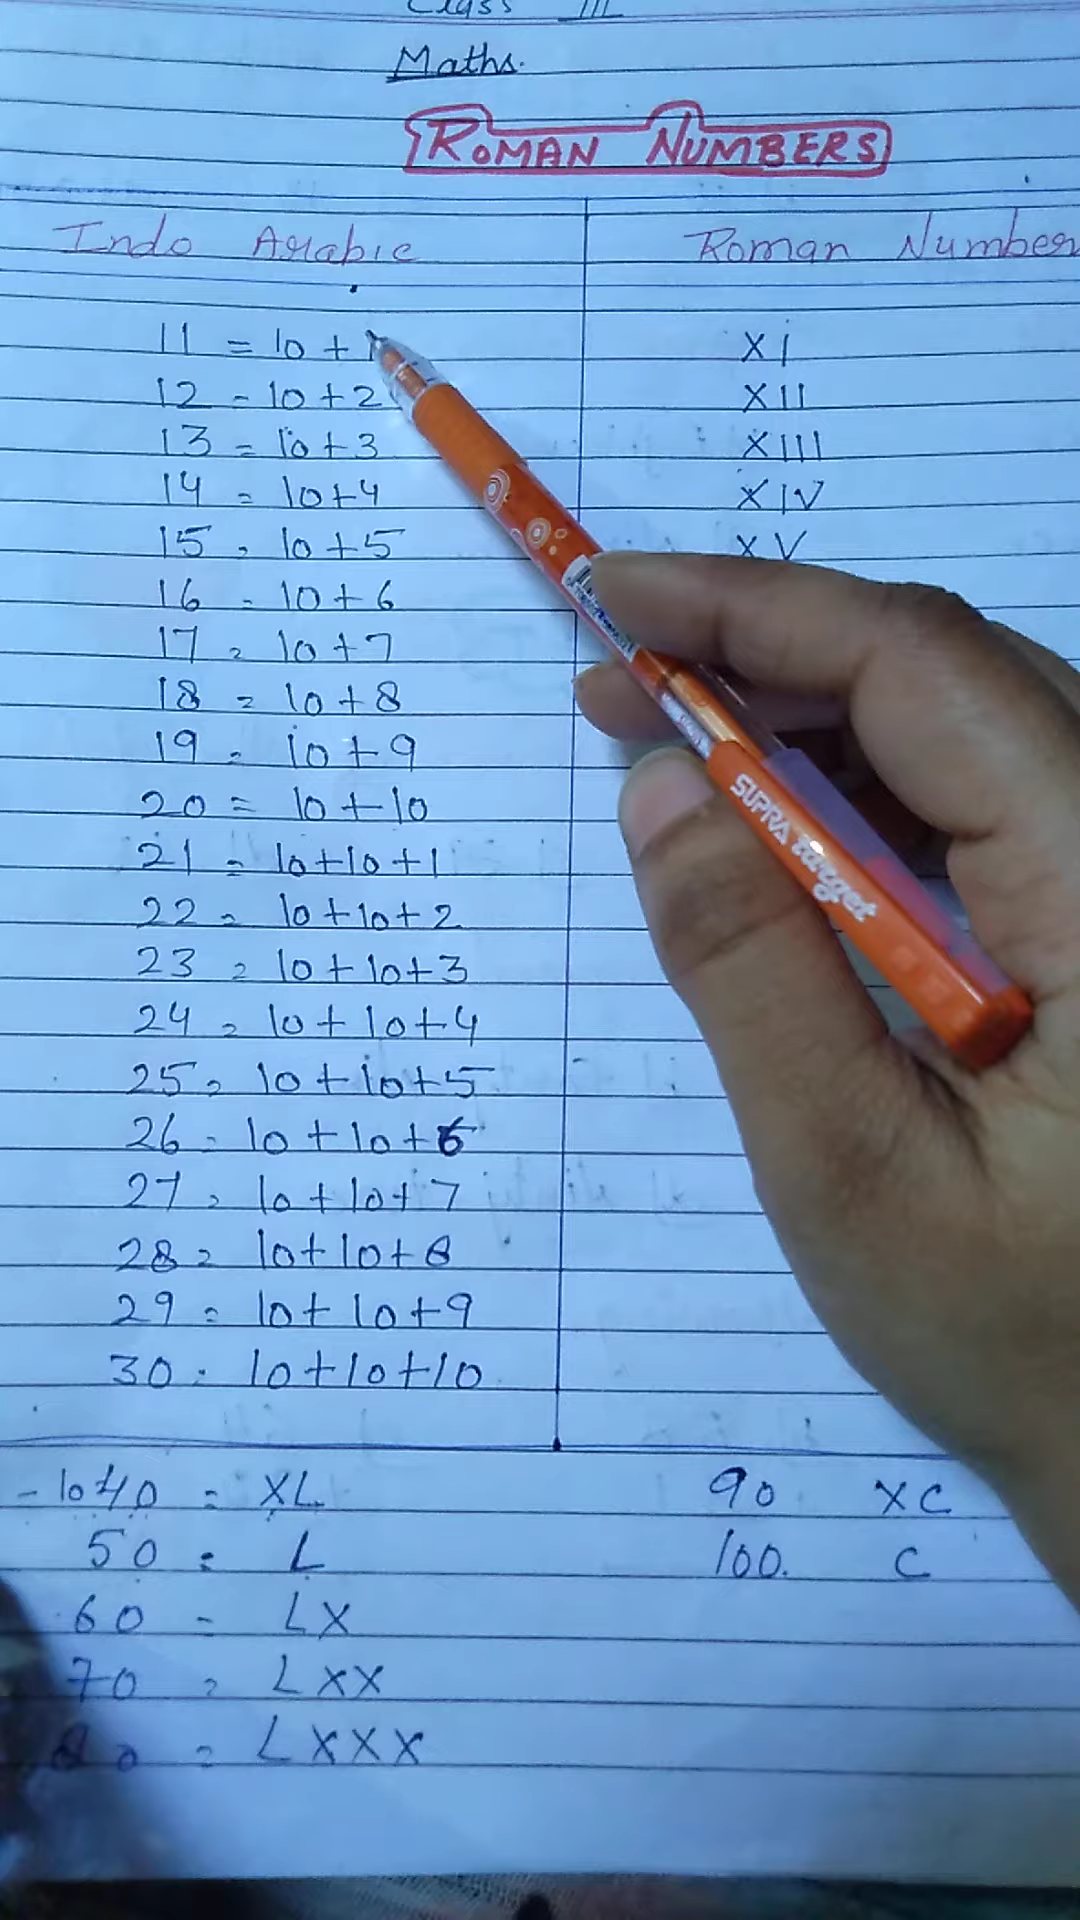 Class III
Maths.
ROMAN NUMBERS
Indo Arabic Roman Number
11 = 10 + 1 XI
12 = 10 + 2 XII
13 = 10 + 3 XIII
14 = 10 + 4 XIV
15 = 10 + 5 XV
16 = 10 + 6
17 = 10 + 7
18 = 10 + 8
19 = 10 + 9
20 = 10 + 10
21 = 10 + 10 + 1
22 = 10 + 10 + 2
23 = 10 + 10 + 3
24 = 10 + 10 + 4
25 = 10 + 10 + 5
26 = 10 + 10 + 6
27 = 10 + 10 + 7
28 = 10 + 10 + 8
29 = 10 + 10 + 9
30 = 10 + 10 + 10
-10 40 = XL 90 XC
50 = L 100. C
60 = LX
70 = LXX
80 = LXXX
SUPRA target